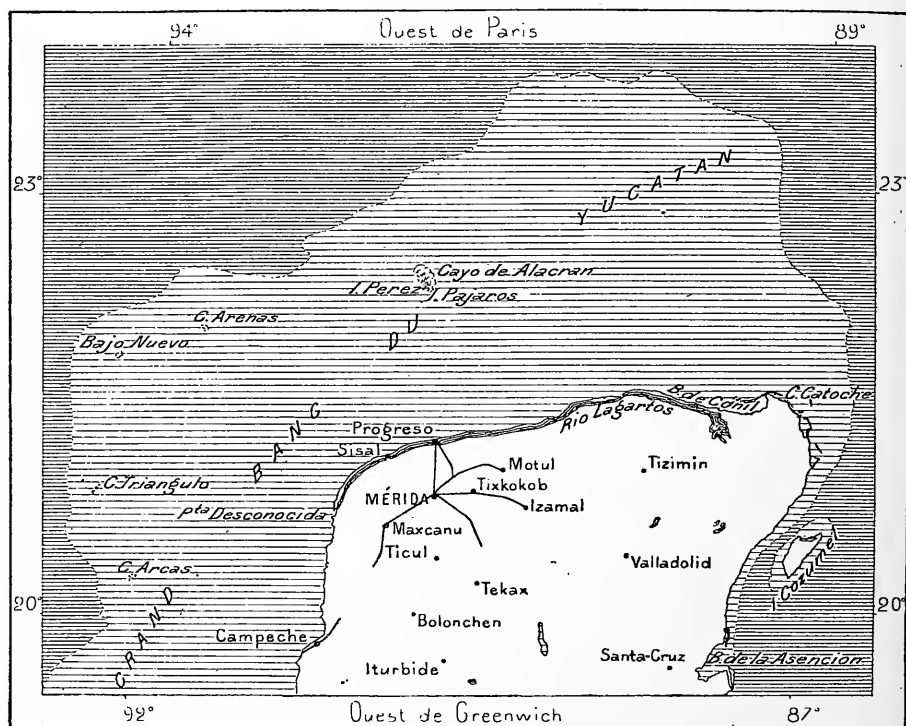 94° Ouest de Paris 89°
23° 23°
GRAND BANC DU YUCATAN
Cayo de Alacran
I. Perez
I. Pajaros
C. Arenas
Bajo Nuevo
B. de Conil
C. Catoche
Rio Lagartos
Progreso
Sisal
Motul
Tizimin
Tixkokob
C. Triangulo
MÉRIDA
Izamal
Pta Desconocida
Maxcanu
Ticul
Valladolid
I. Cozumel
C. Arcas
Tekax
20° 20°
Bolonchen
Campeche
Santa-Cruz
B. de la Asencion
Iturbide
92° Ouest de Greenwich 87°